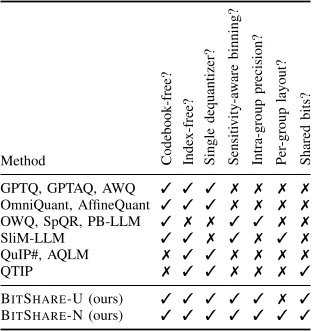 Codebook-free?
Index-free?
Single dequantizer?
Sensitivity-aware binning?
Intra-group precision?
Per-group layout?
Shared bits?
Method
GPTQ, GPTAQ, AWQ ✓ ✓ ✓ ✗ ✗ ✗ ✗
OmniQuant, AffineQuant ✓ ✓ ✓ ✗ ✗ ✗ ✗
OWQ, SpQR, PB-LLM ✓ ✗ ✗ ✓ ✓ ✗ ✗
SliM-LLM ✓ ✓ ✗ ✓ ✗ ✓ ✗
QuIP#, AQLM ✗ ✓ ✓ ✗ ✗ ✗ ✗
QTIP ✗ ✓ ✓ ✗ ✗ ✗ ✓
BITSHARE-U (ours) ✓ ✓ ✓ ✓ ✓ ✗ ✓
BITSHARE-N (ours) ✓ ✓ ✓ ✓ ✓ ✓ ✓